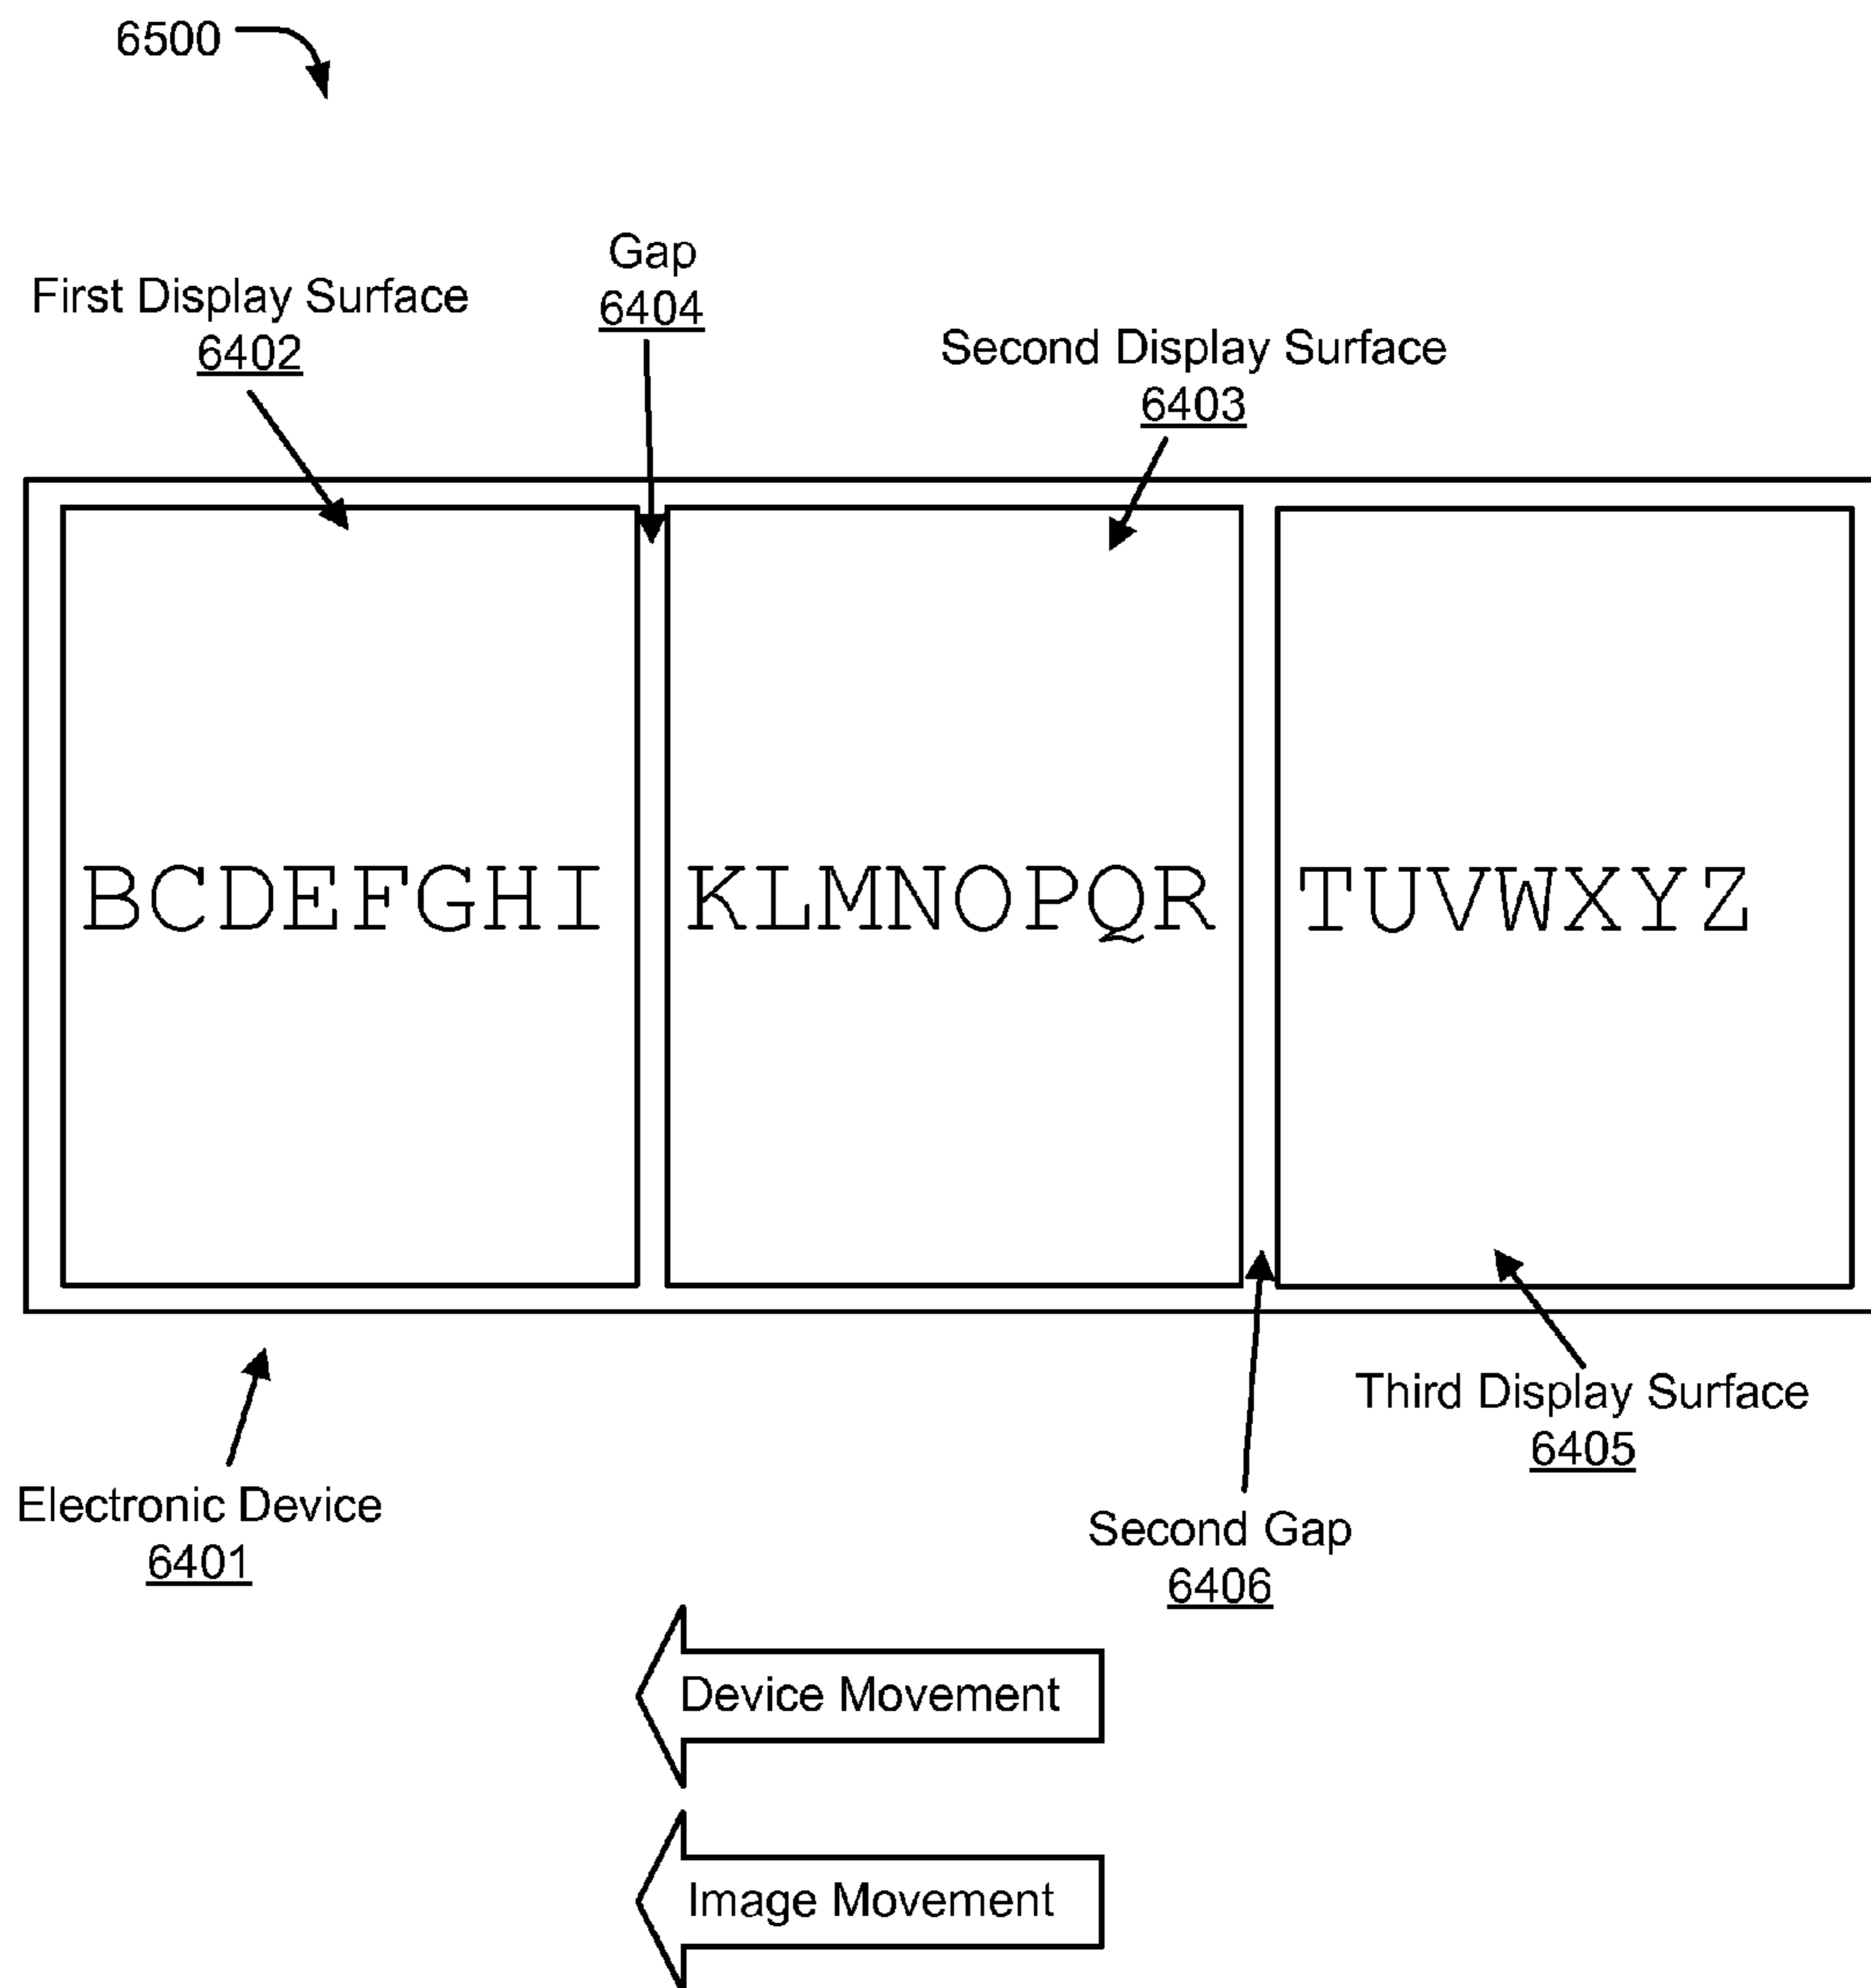 6500
Gap
6404
First Display Surface
6402
Second Display Surface
6403
BCDEFGHI
KLMNOPQR
TUVWXYZ
Third Display Surface
6405
Electronic Device
6401
Second Gap
6406
Device Movement
Image Movement